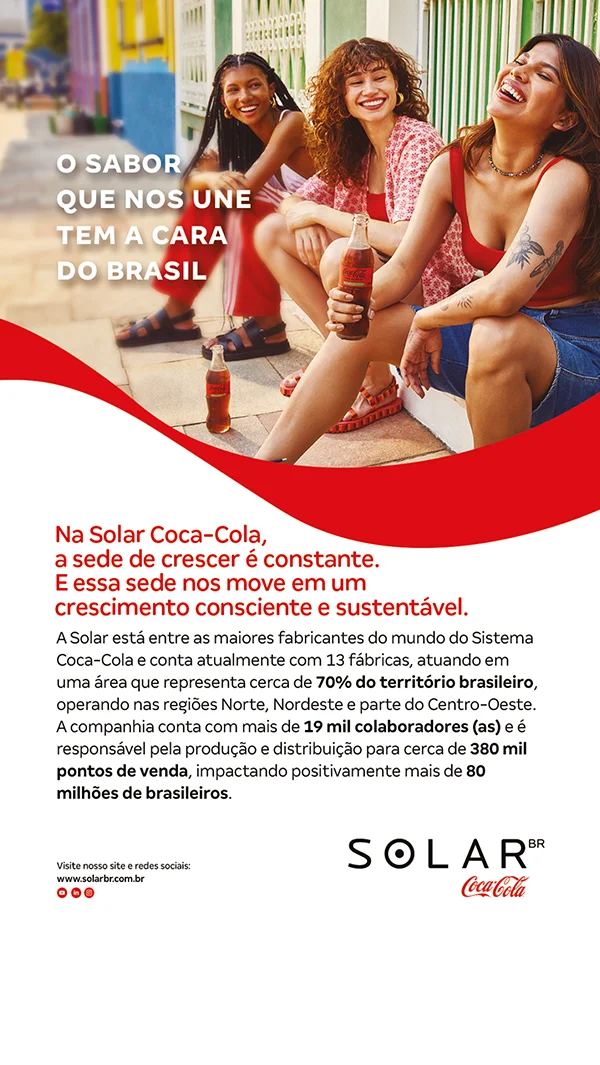 O SABOR
QUE NOS UNE
TEM A CARA
DO BRASIL
Na Solar Coca-Cola,
a sede de crescer é constante.
E essa sede nos move em um
crescimento consciente e sustentável.
A Solar está entre as maiores fabricantes do mundo do Sistema
Coca-Cola e conta atualmente com 13 fábricas, atuando em
uma área que representa cerca de 70% do território brasileiro,
operando nas regiões Norte, Nordeste e parte do Centro-Oeste.
A companhia conta com mais de 19 mil colaboradores (as) e é
responsável pela produção e distribuição para cerca de 380 mil
pontos de venda, impactando positivamente mais de 80
milhões de brasileiros.
Visite nosso site e redes sociais:
www.solarbr.com.br
SOLAR BR
Coca-Cola